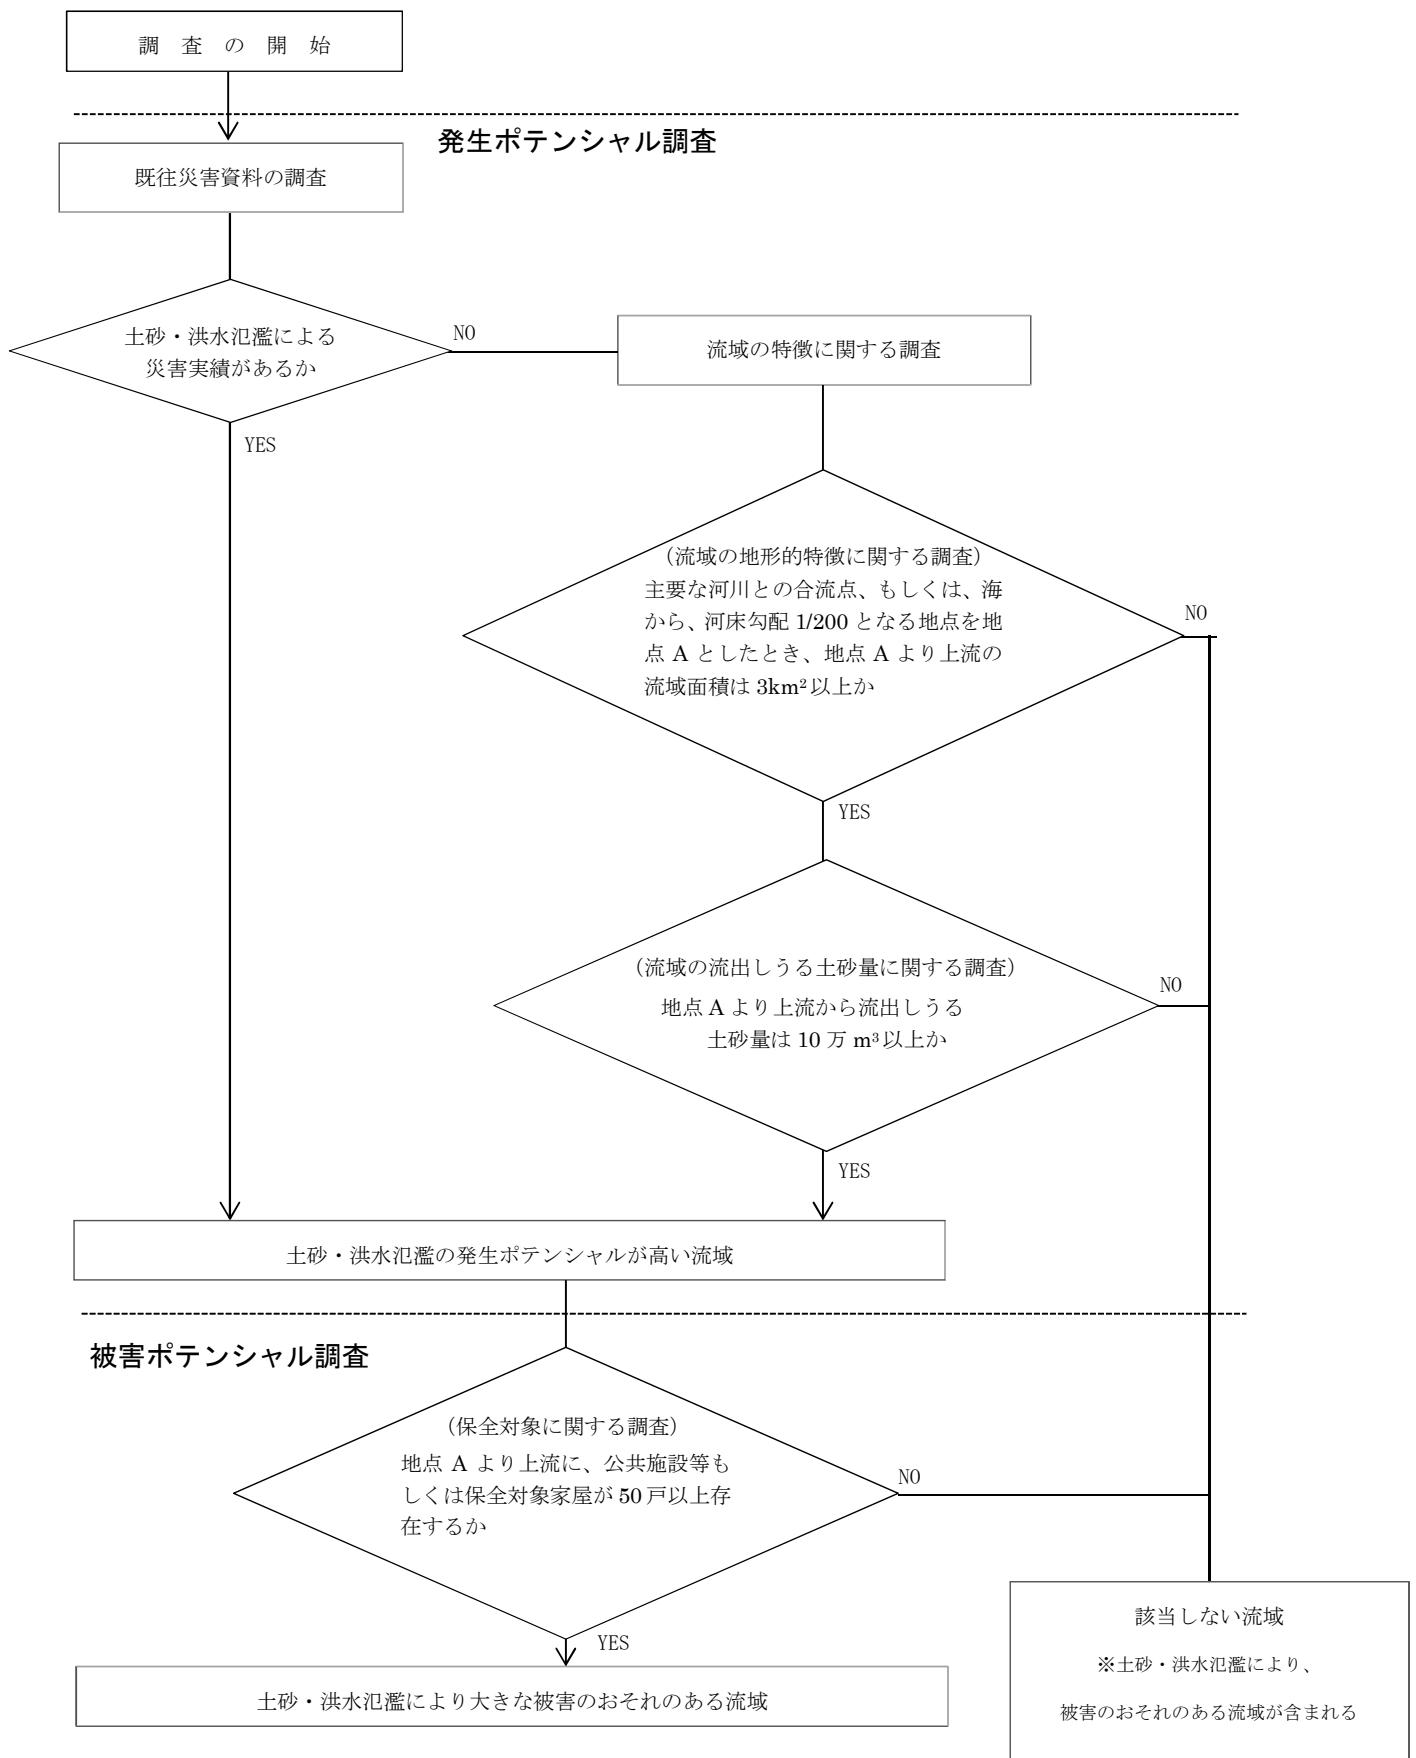 調 査 の 開 始
発生ポテンシャル調査
既往災害資料の調査
土砂・洪水氾濫による
災害実績があるか
NO
流域の特徴に関する調査
YES
（流域の地形的特徴に関する調査）
主要な河川との合流点、もしくは、海
から、河床勾配 1/200 となる地点を地
点 A としたとき、地点 A より上流の
流域面積は 3km²以上か
NO
YES
（流域の流出しうる土砂量に関する調査）
地点 A より上流から流出しうる
土砂量は 10 万 m³以上か
NO
YES
土砂・洪水氾濫の発生ポテンシャルが高い流域
被害ポテンシャル調査
（保全対象に関する調査）
地点 A より上流に、公共施設等も
しくは保全対象家屋が 50 戸以上存
在するか
NO
YES
土砂・洪水氾濫により大きな被害のおそれのある流域
該当しない流域
※土砂・洪水氾濫により、
被害のおそれのある流域が含まれる